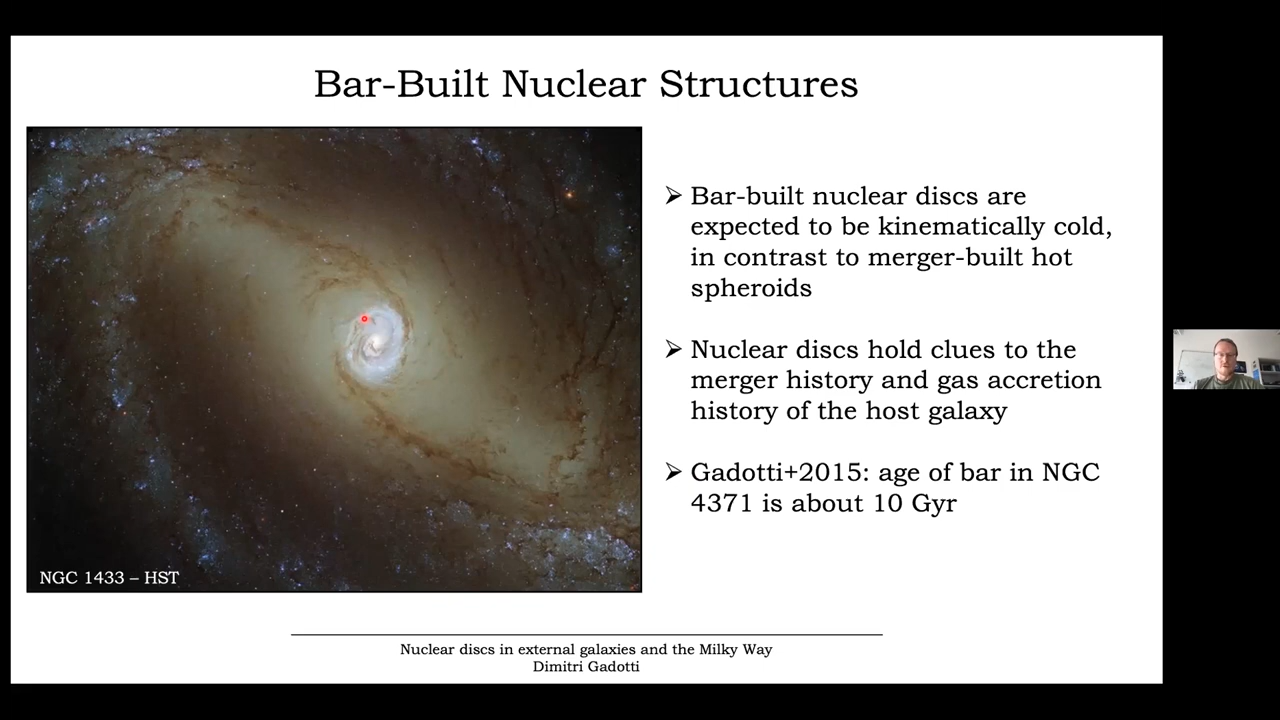 Bar-Built Nuclear Structures
➢ Bar-built nuclear discs are
expected to be kinematically cold,
in contrast to merger-built hot
spheroids
➢ Nuclear discs hold clues to the
merger history and gas accretion
history of the host galaxy
➢ Gadotti+2015: age of bar in NGC
4371 is about 10 Gyr
NGC 1433 – HST
Nuclear discs in external galaxies and the Milky Way
Dimitri Gadotti